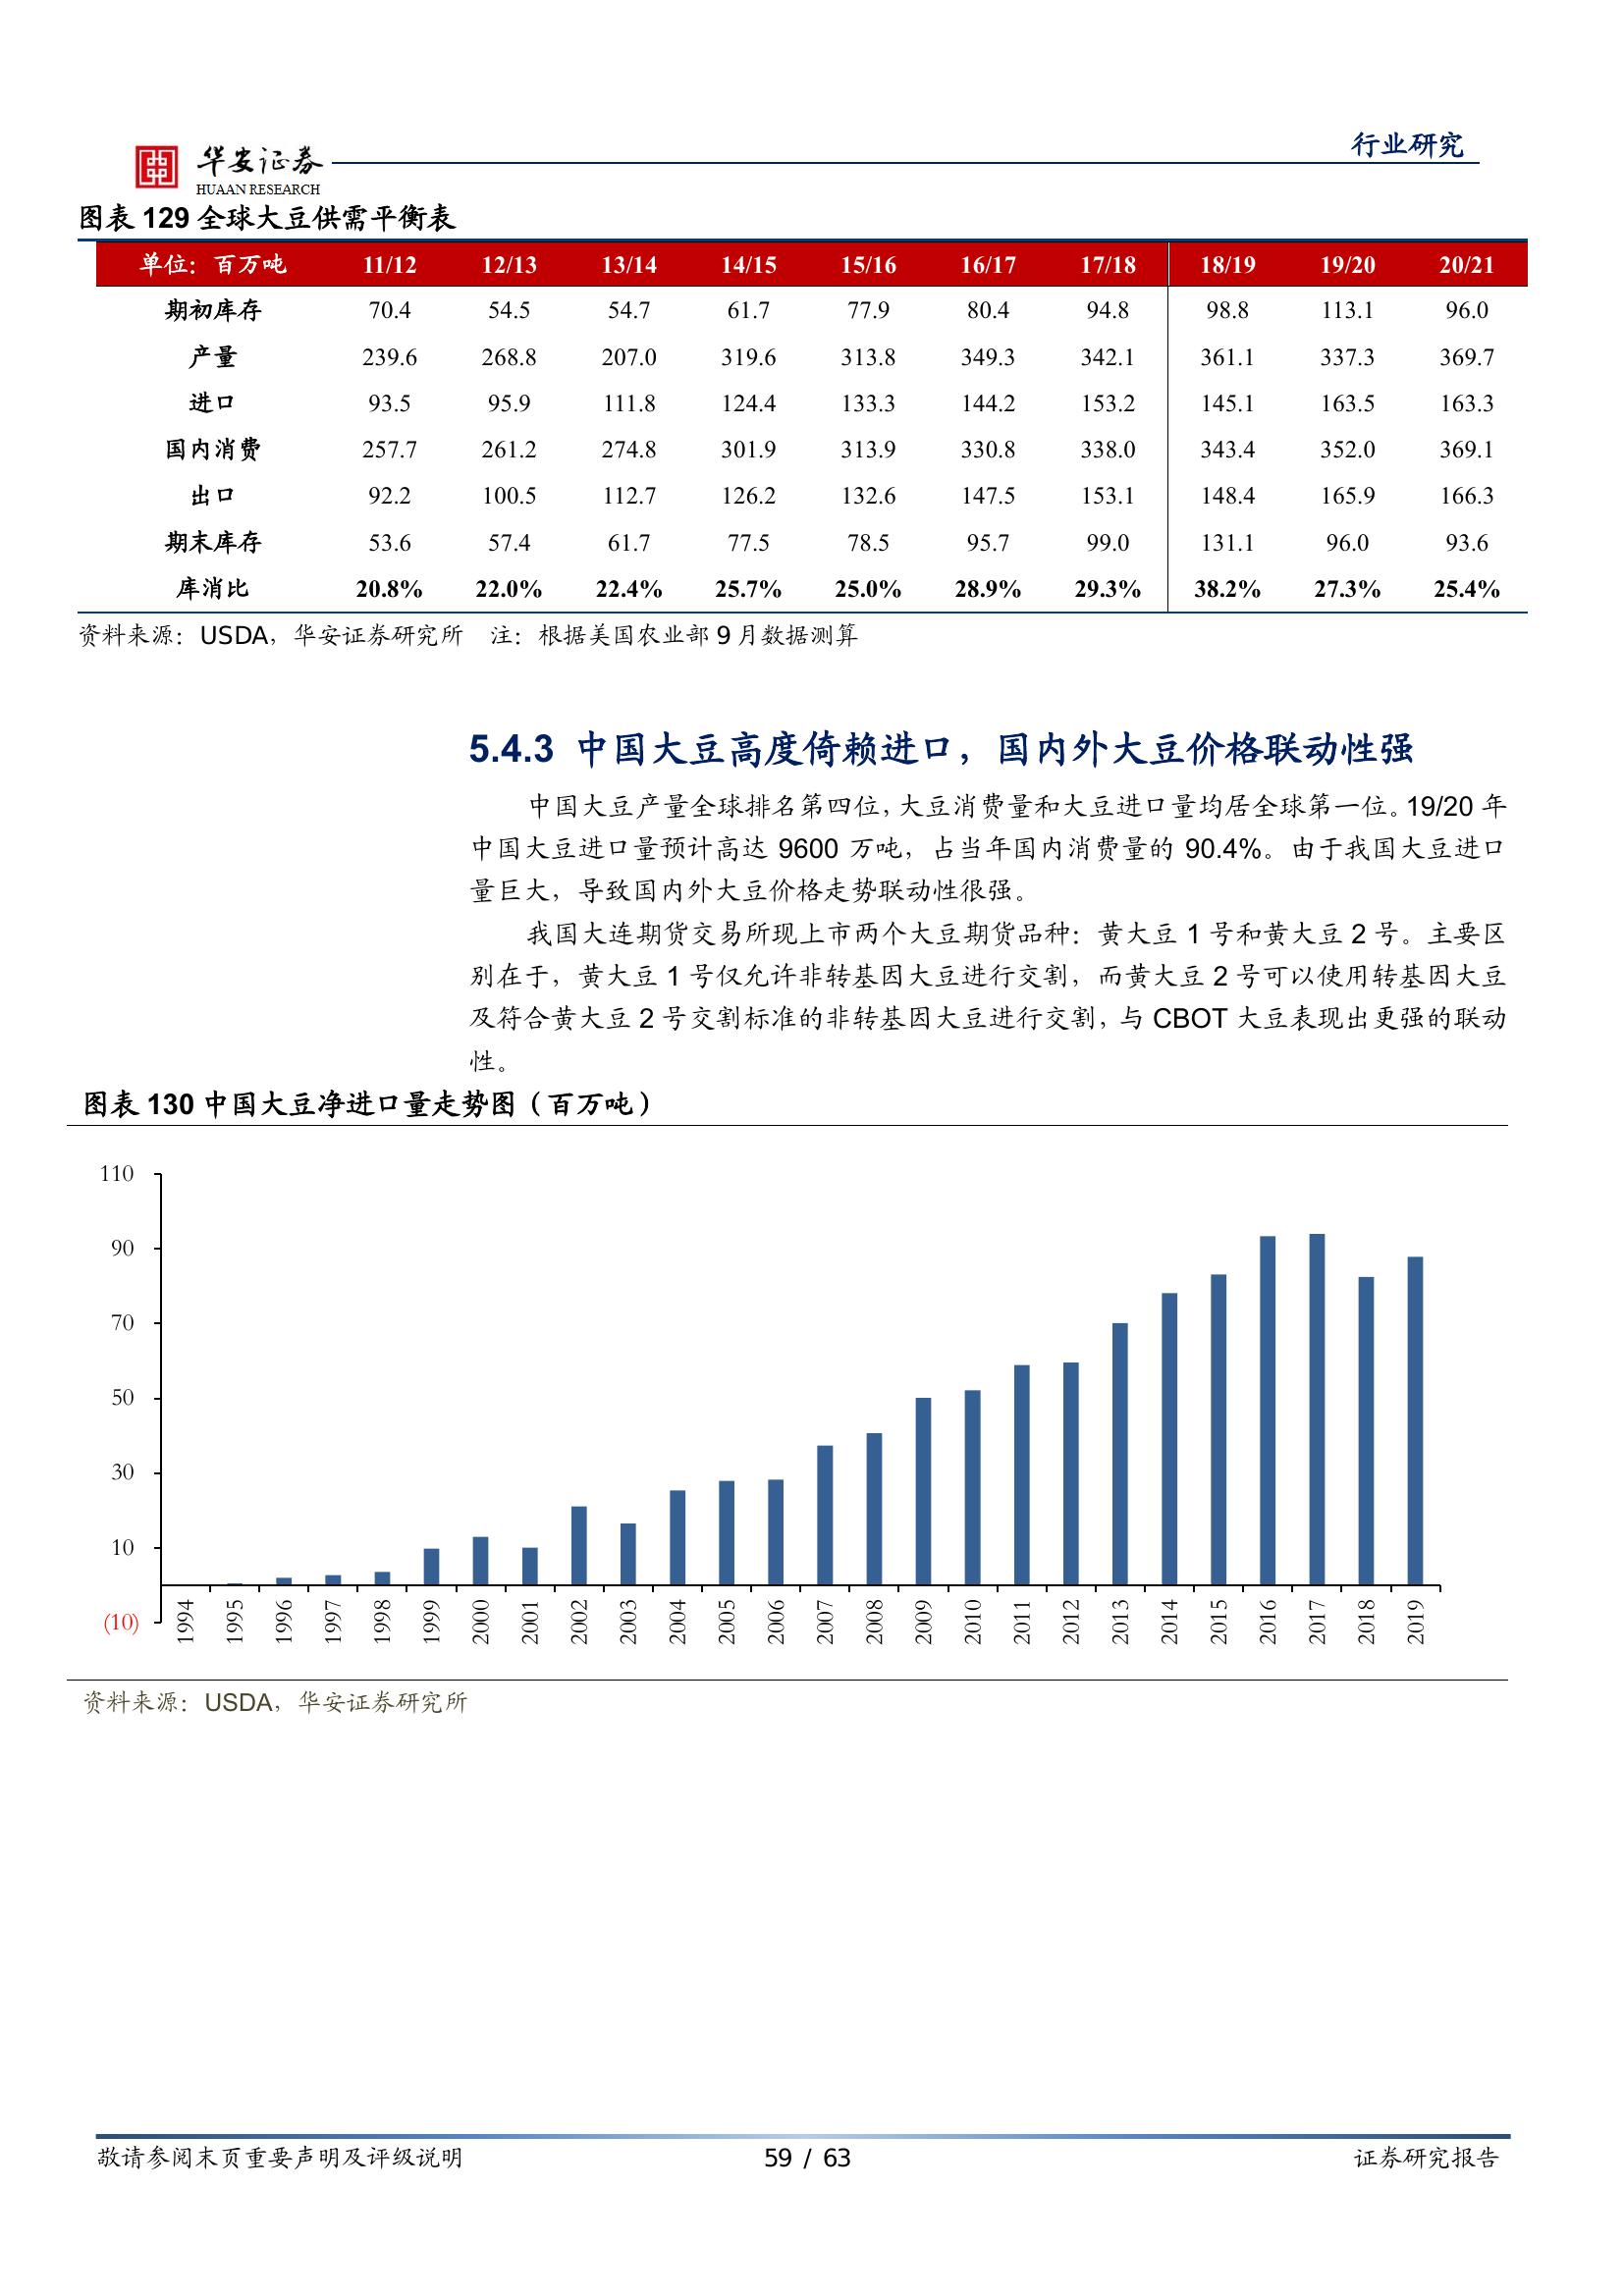 华安证券
HUAAN RESEARCH
行业研究
图表 129 全球大豆供需平衡表
单位：百万吨 11/12 12/13 13/14 14/15 15/16 16/17 17/18 18/19 19/20 20/21
期初库存 70.4 54.5 54.7 61.7 77.9 80.4 94.8 98.8 113.1 96.0
产量 239.6 268.8 207.0 319.6 313.8 349.3 342.1 361.1 337.3 369.7
进口 93.5 95.9 111.8 124.4 133.3 144.2 153.2 145.1 163.5 163.3
国内消费 257.7 261.2 274.8 301.9 313.9 330.8 338.0 343.4 352.0 369.1
出口 92.2 100.5 112.7 126.2 132.6 147.5 153.1 148.4 165.9 166.3
期末库存 53.6 57.4 61.7 77.5 78.5 95.7 99.0 131.1 96.0 93.6
库消比 20.8% 22.0% 22.4% 25.7% 25.0% 28.9% 29.3% 38.2% 27.3% 25.4%
资料来源：USDA，华安证券研究所 注：根据美国农业部 9 月数据测算
5.4.3 中国大豆高度倚赖进口，国内外大豆价格联动性强
中国大豆产量全球排名第四位，大豆消费量和大豆进口量均居全球第一位。19/20 年
中国大豆进口量预计高达 9600 万吨，占当年国内消费量的 90.4%。由于我国大豆进口
量巨大，导致国内外大豆价格走势联动性很强。
我国大连期货交易所现上市两个大豆期货品种：黄大豆 1 号和黄大豆 2 号。主要区
别在于，黄大豆 1 号仅允许非转基因大豆进行交割，而黄大豆 2 号可以使用转基因大豆
及符合黄大豆 2 号交割标准的非转基因大豆进行交割，与 CBOT 大豆表现出更强的联动
性。
图表 130 中国大豆净进口量走势图（百万吨）
110
90
70
50
30
10
(10)
1994 1995 1996 1997 1998 1999 2000 2001 2002 2003 2004 2005 2006 2007 2008 2009 2010 2011 2012 2013 2014 2015 2016 2017 2018 2019
资料来源：USDA，华安证券研究所
敬请参阅末页重要声明及评级说明 59 / 63 证券研究报告